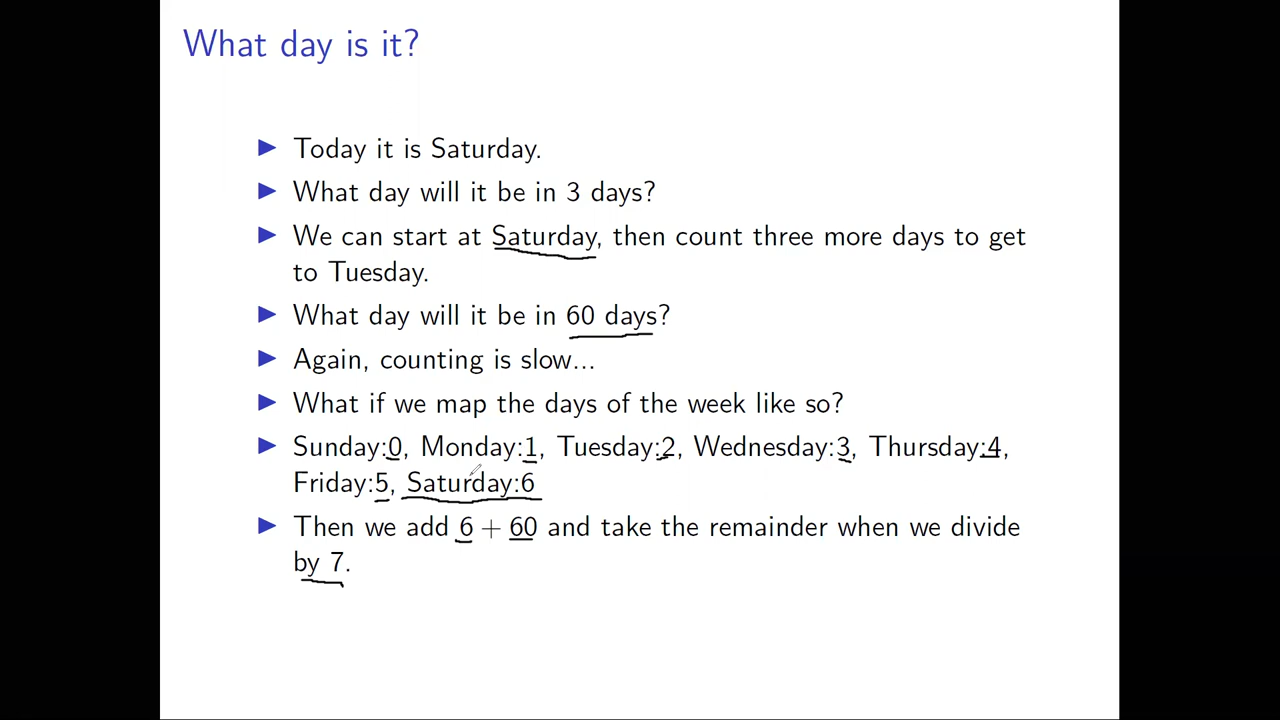 What day is it?
Today it is Saturday.
What day will it be in 3 days?
We can start at Saturday, then count three more days to get
to Tuesday.
What day will it be in 60 days?
Again, counting is slow...
What if we map the days of the week like so?
Sunday:0, Monday:1, Tuesday:2, Wednesday:3, Thursday:4,
Friday:5, Saturday:6
Then we add 6 + 60 and take the remainder when we divide
by 7.